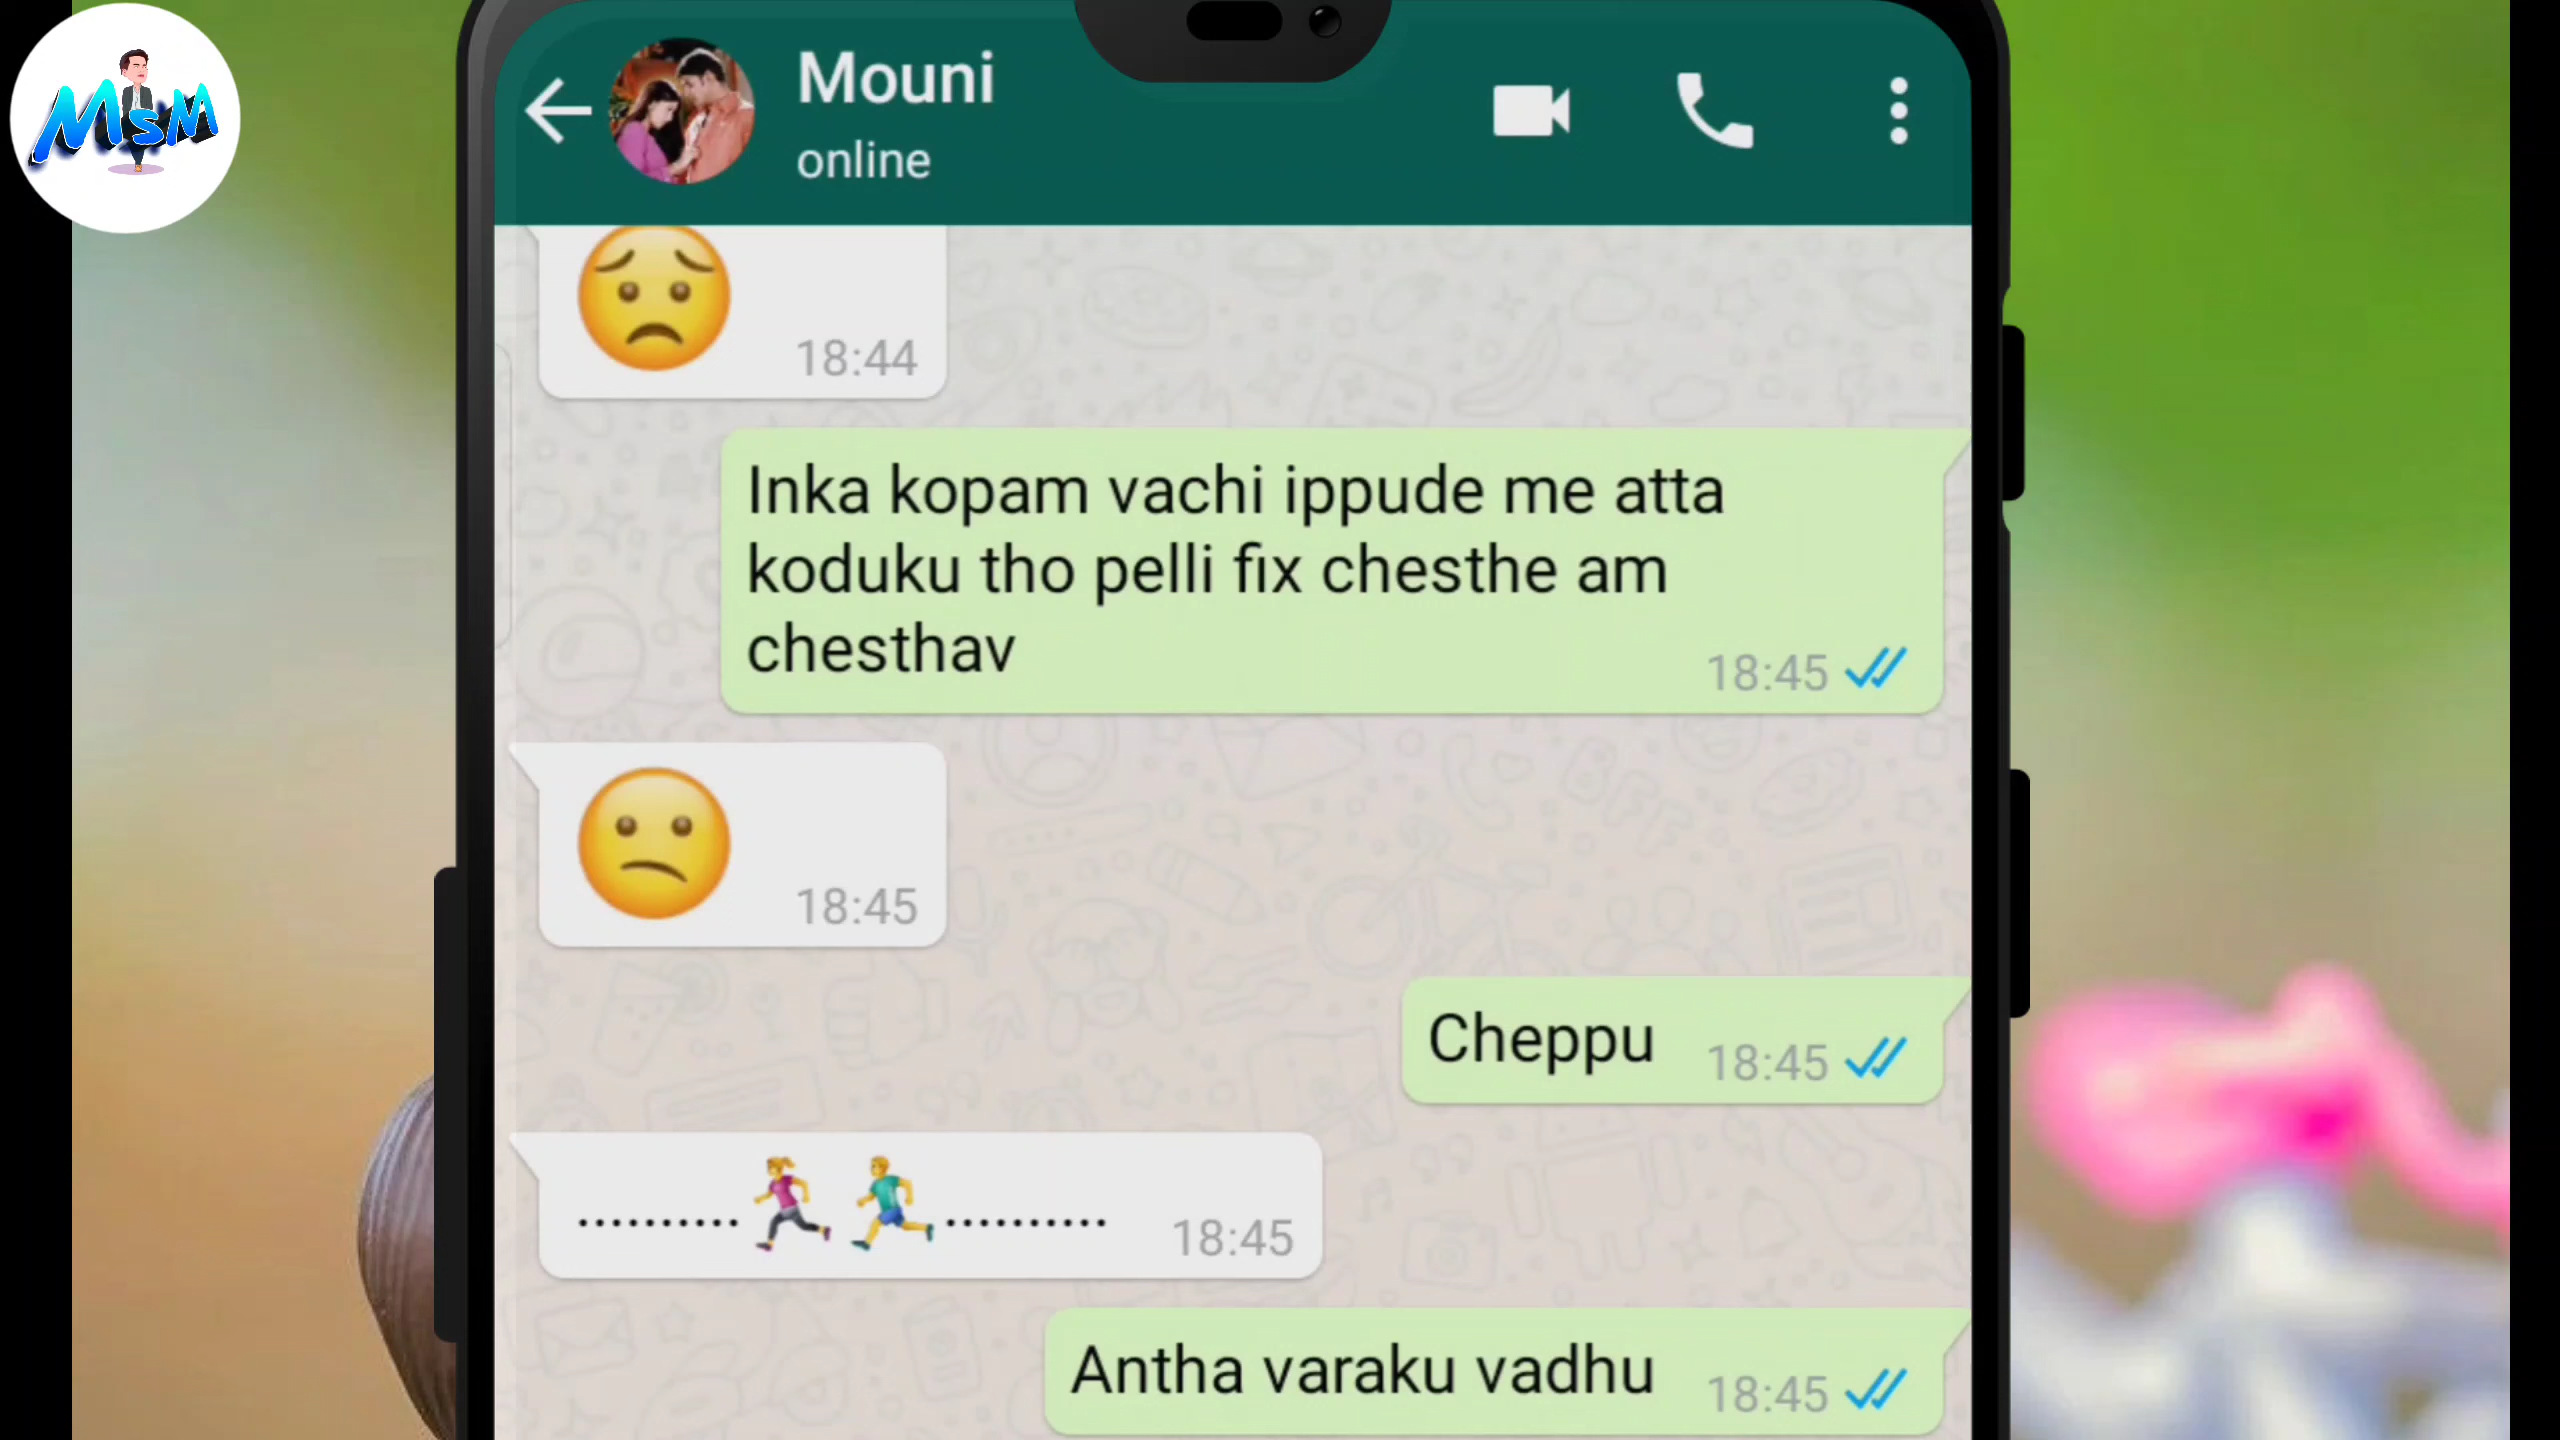 MsM
Mouni
online
😟 18:44
Inka kopam vachi ippude me atta
koduku tho pelli fix chesthe am
chesthav
18:45
😕 18:45
Cheppu 18:45
..........🏃‍♀️🏃‍♂️.......... 18:45
Antha varaku vadhu 18:45